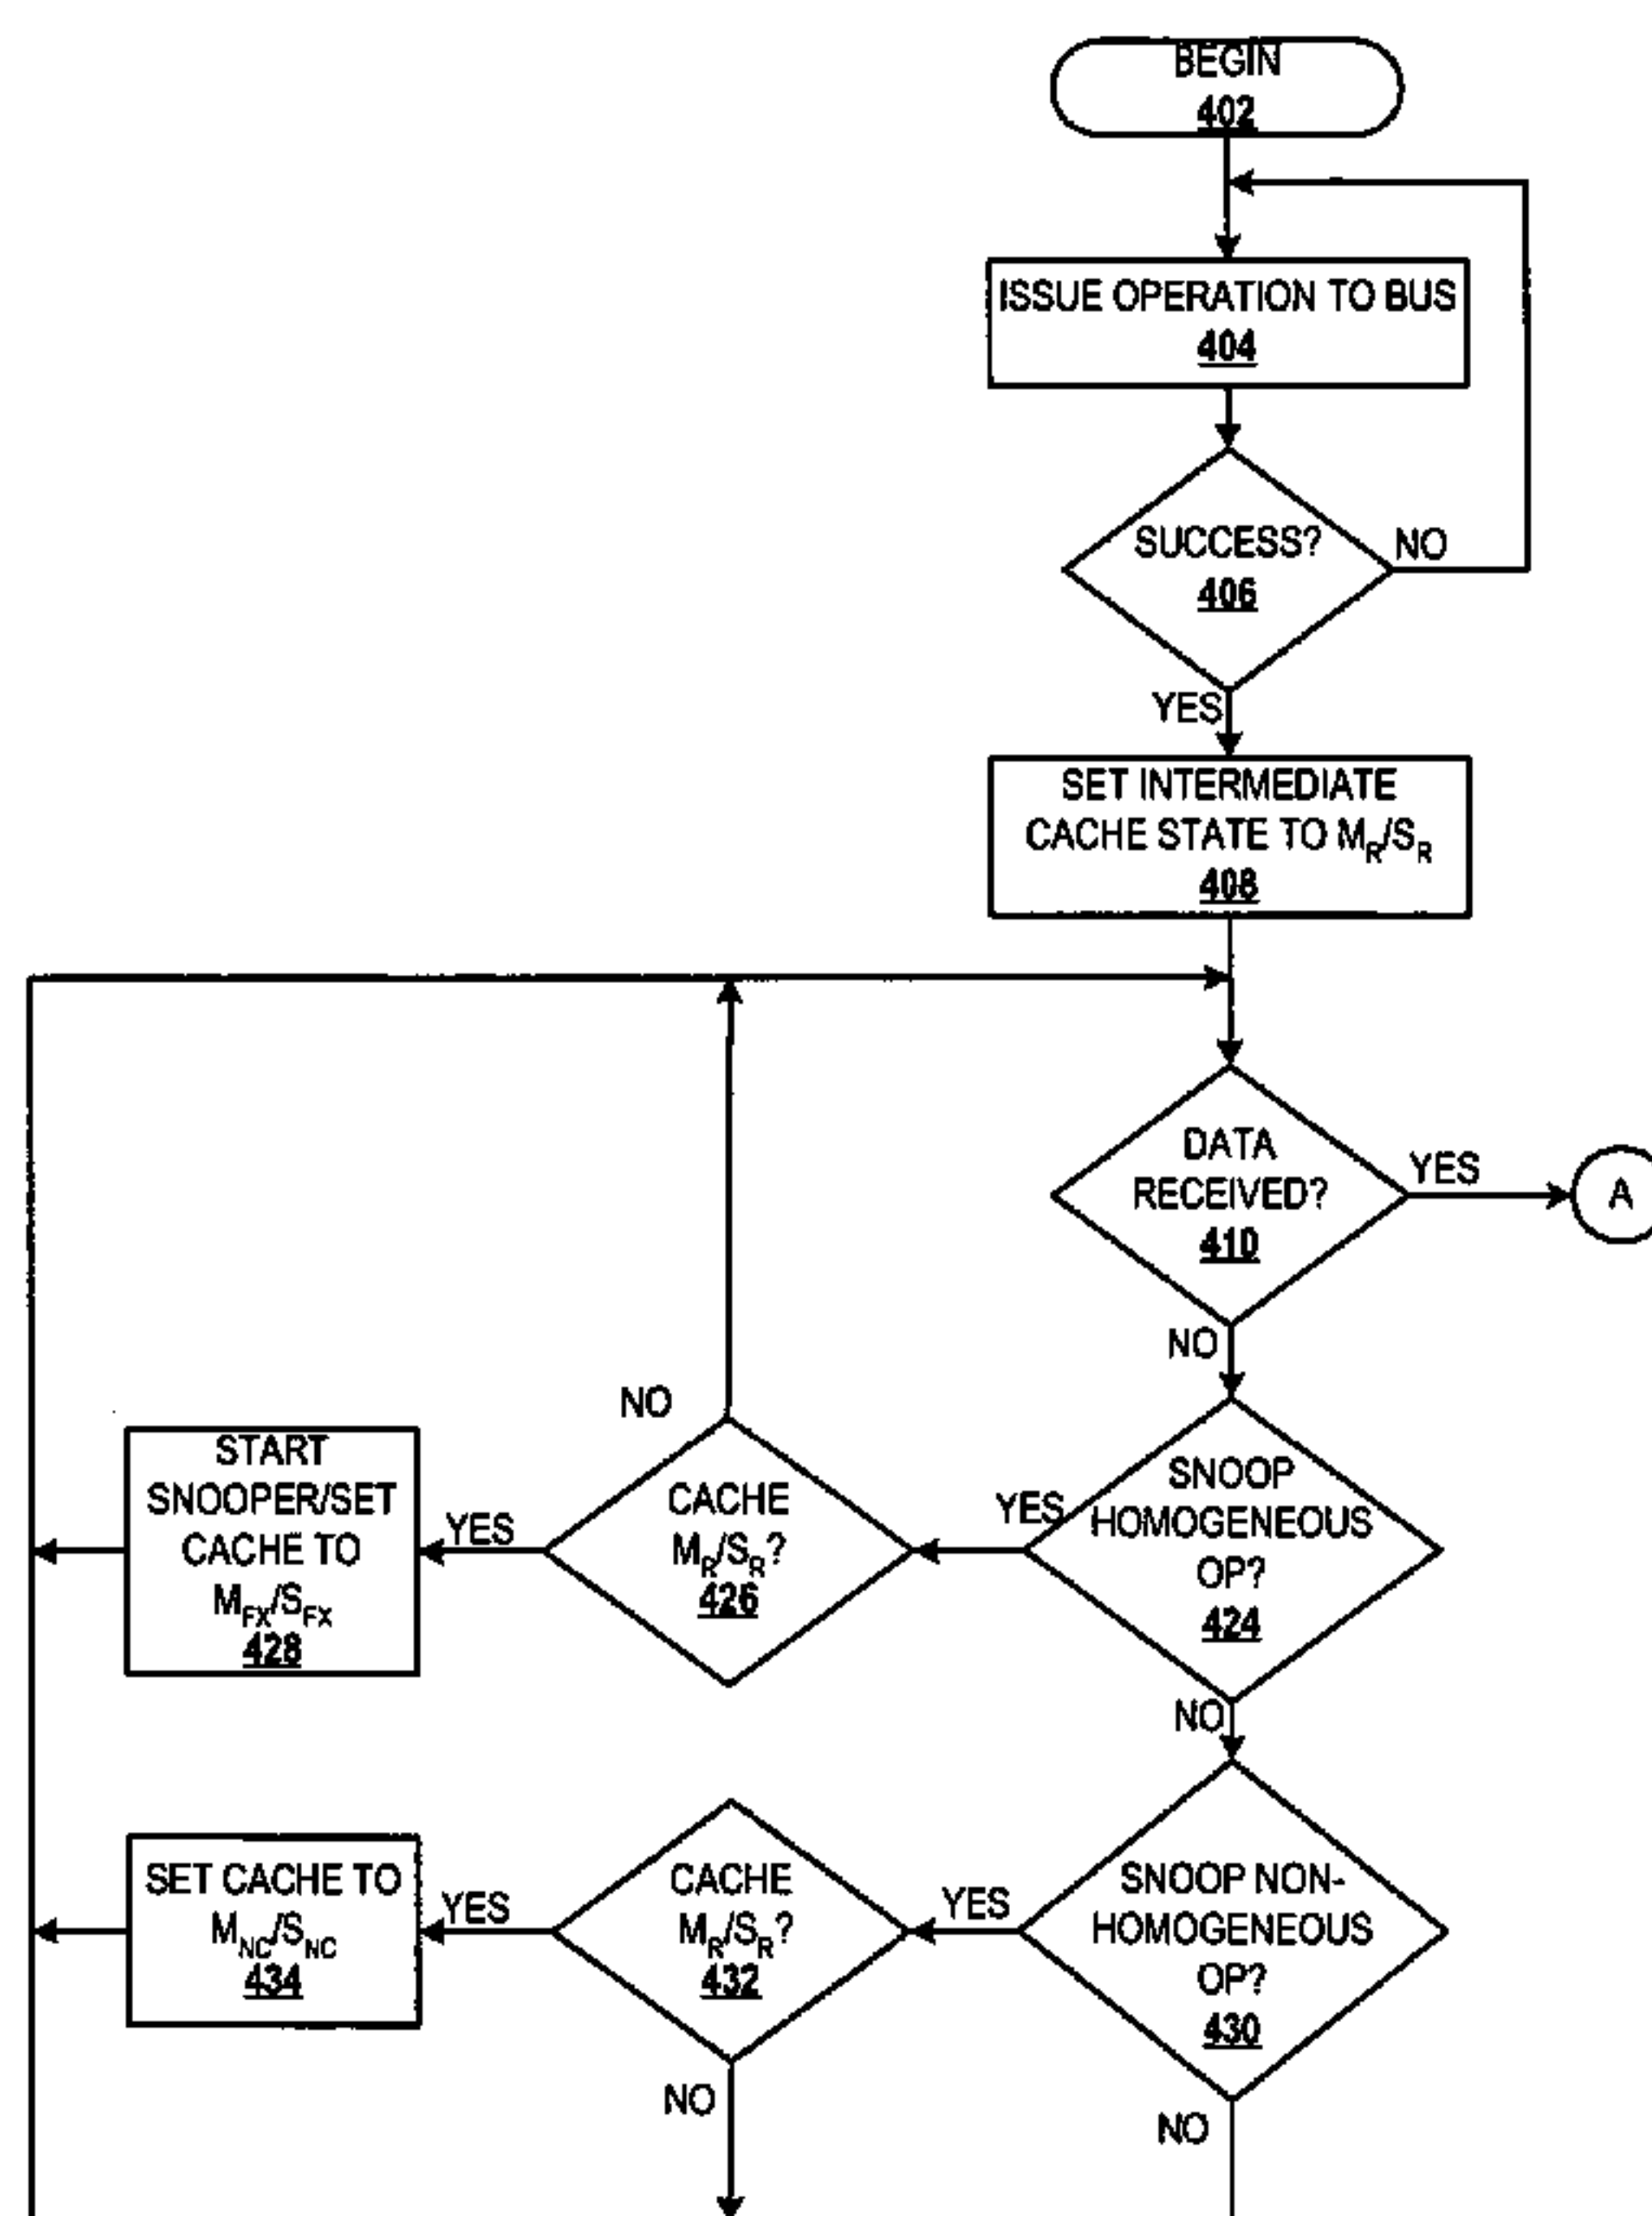 BEGIN
402
ISSUE OPERATION TO BUS
404
SUCCESS?
406
NO
YES
SET INTERMEDIATE
CACHE STATE TO MR/SR
408
DATA
RECEIVED?
410
YES
A
NO
SNOOP
HOMOGENEOUS
OP?
424
YES
CACHE
MR/SR?
426
NO
YES
START
SNOOPER/SET
CACHE TO
MFX/SFX
428
NO
SNOOP NON-
HOMOGENEOUS
OP?
430
YES
CACHE
MR/SR?
432
YES
SET CACHE TO
MNC/SNC
434
NO
NO